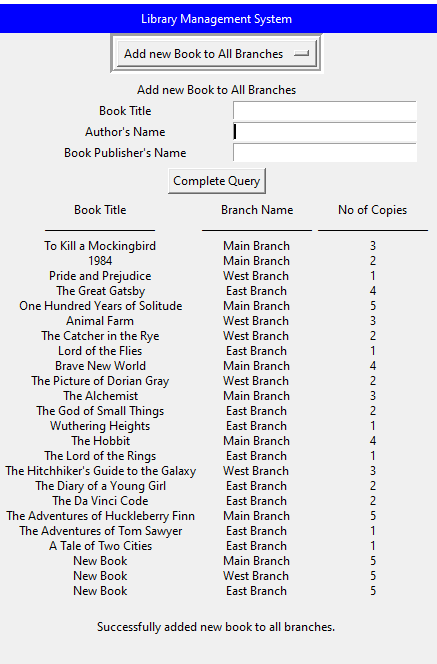 Library Management System
Add new Book to All Branches
Add new Book to All Branches
Book Title
Author's Name
Book Publisher's Name
Complete Query
Book Title Branch Name No of Copies
To Kill a Mockingbird Main Branch 3
1984 Main Branch 2
Pride and Prejudice West Branch 1
The Great Gatsby East Branch 4
One Hundred Years of Solitude Main Branch 5
Animal Farm West Branch 3
The Catcher in the Rye West Branch 2
Lord of the Flies East Branch 1
Brave New World Main Branch 4
The Picture of Dorian Gray West Branch 2
The Alchemist Main Branch 3
The God of Small Things East Branch 2
Wuthering Heights East Branch 1
The Hobbit Main Branch 4
The Lord of the Rings East Branch 1
The Hitchhiker's Guide to the Galaxy West Branch 3
The Diary of a Young Girl East Branch 2
The Da Vinci Code East Branch 2
The Adventures of Huckleberry Finn Main Branch 5
The Adventures of Tom Sawyer East Branch 1
A Tale of Two Cities East Branch 1
New Book Main Branch 5
New Book West Branch 5
New Book East Branch 5
Successfully added new book to all branches.